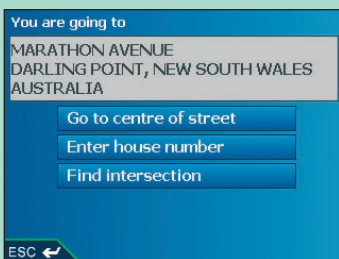 You are going to
MARATHON AVENUE
DARLING POINT, NEW SOUTH WALES
AUSTRALIA
Go to centre of street
Enter house number
Find intersection
ESC